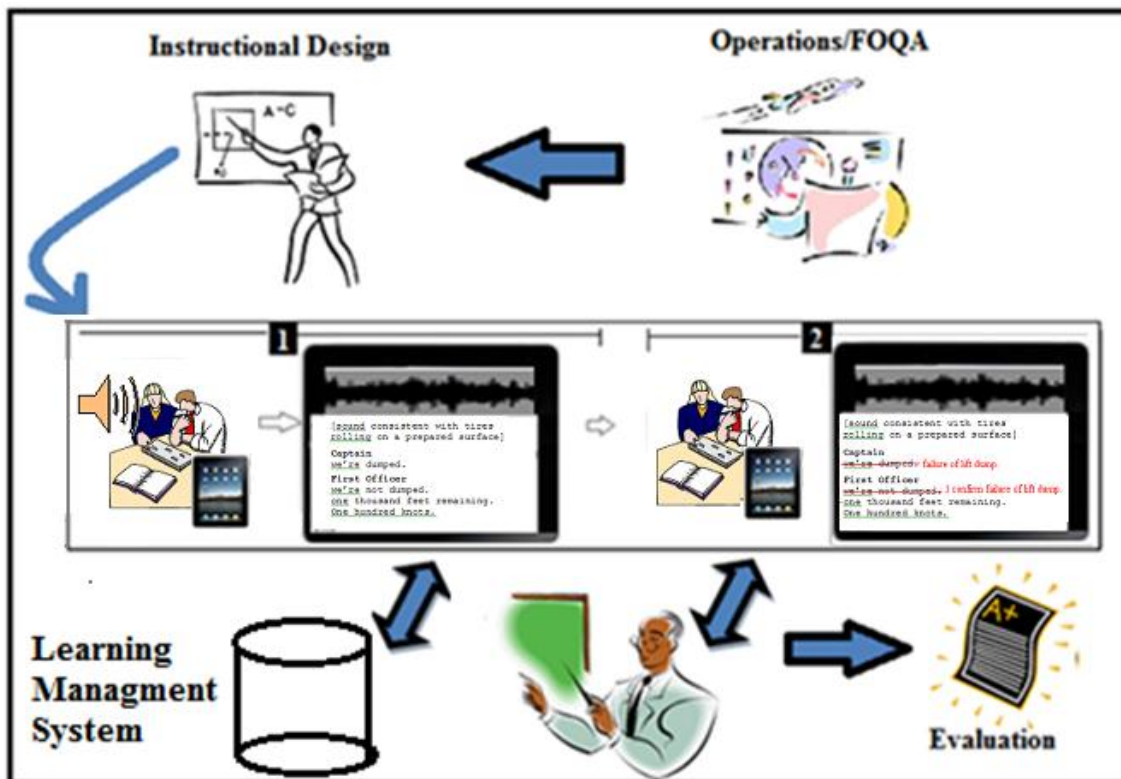 Instructional Design
Operations/FOQA
A=C
1
2
[sound consistent with tires
rolling on a prepared surface]
Captain
we're dumped.
First Officer
we're not dumped.
one thousand feet remaining.
One hundred knots.
[sound consistent with tires
rolling on a prepared surface]
Captain
we're dumped. failure of lift dump
First Officer
we're not dumped. I confirm failure of lift dump.
one thousand feet remaining.
One hundred knots.
Learning
Managment
System
A+
Evaluation